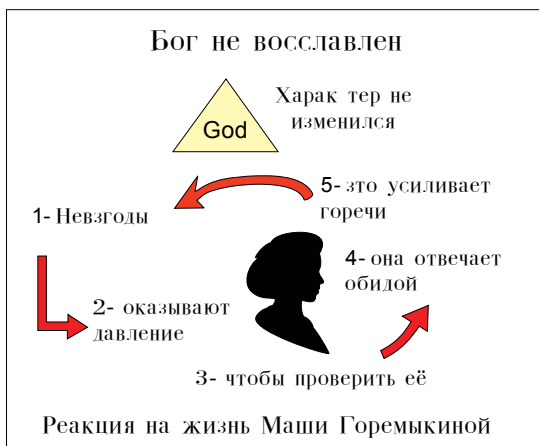 Бог не восславлен
God
Харак тер не
изменился
5- зто усиливает
горечи
1- Невзгоды
4- она отвечает
обидой
2- оказывают
давление
3- чтобы проверить её
Реакция на жизнь Маши Горемыкиной